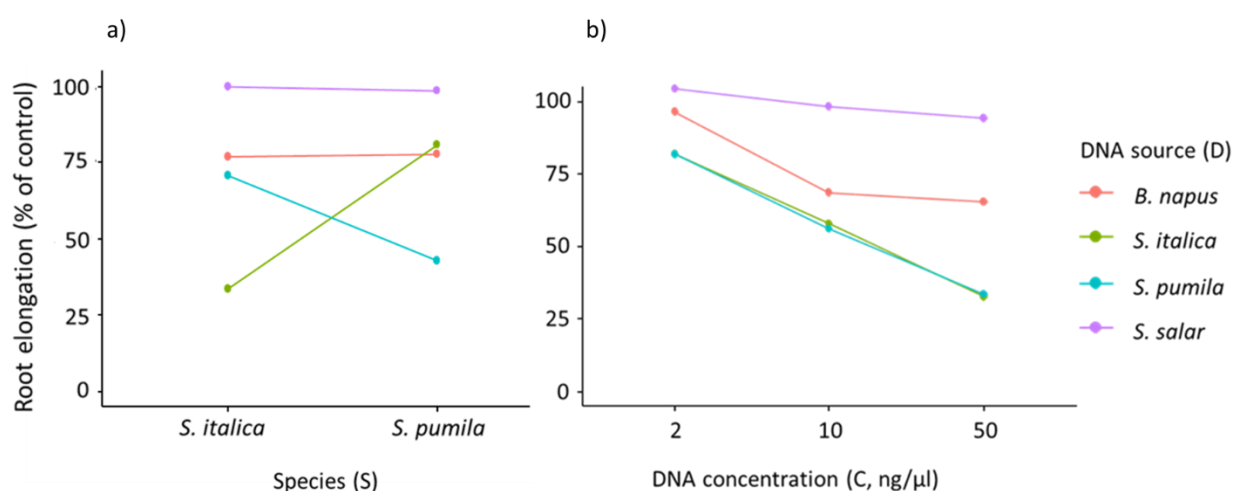 a)
Root elongation (% of control)
100
75
50
25
0
S. italica
S. pumila
Species (S)
b)
100
75
50
25
0
2
10
50
DNA concentration (C, ng/µl)
DNA source (D)
B. napus
S. italica
S. pumila
S. salar